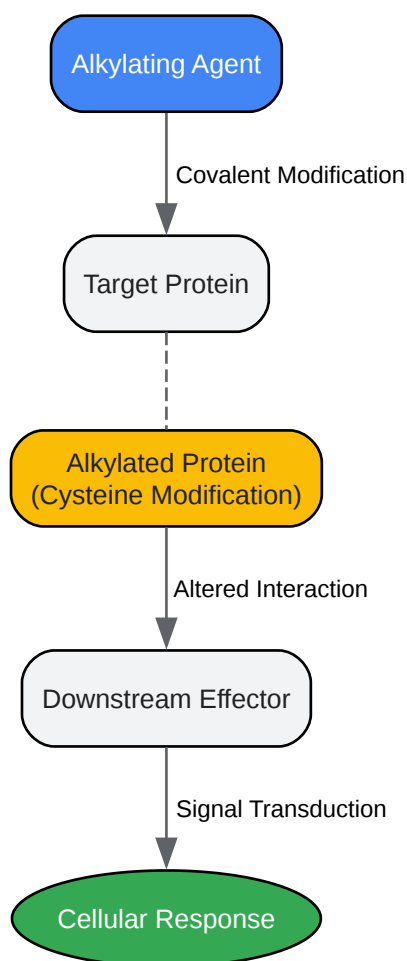 Alkylating Agent
Covalent Modification
Target Protein
Alkylated Protein
(Cysteine Modification)
Altered Interaction
Downstream Effector
Signal Transduction
Cellular Response